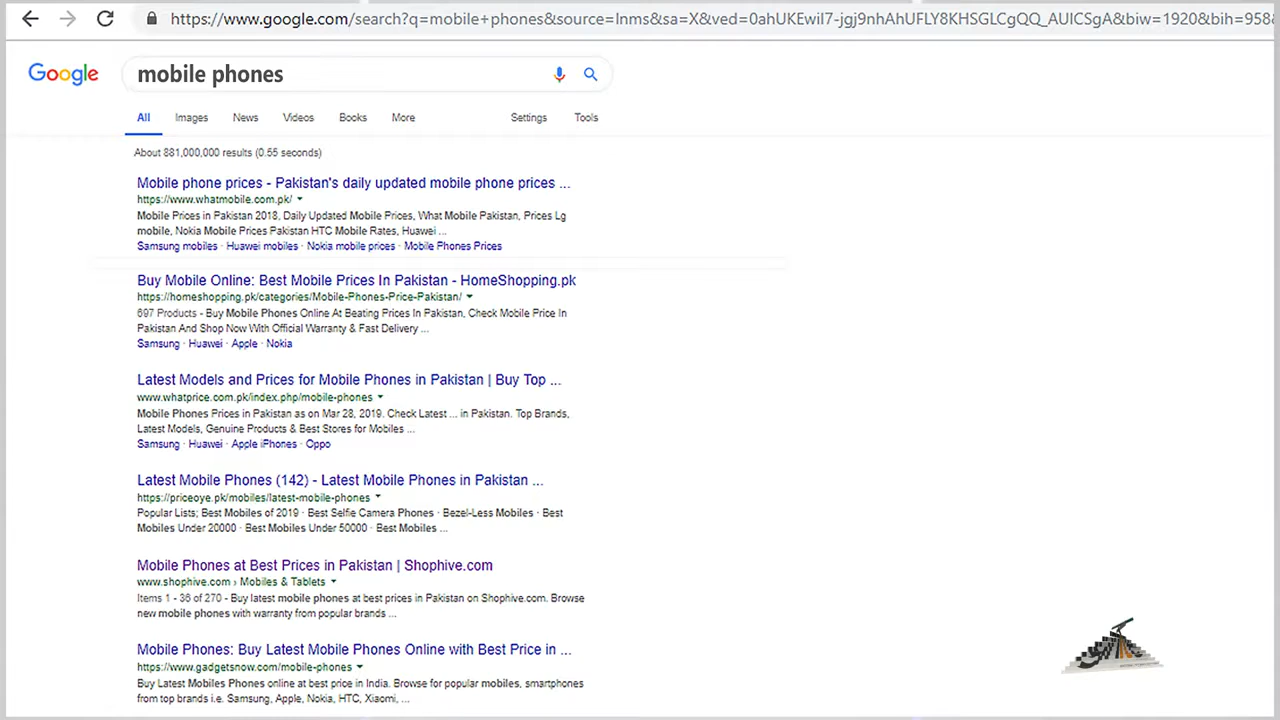 https://www.google.com/search?q=mobile+phones&source=lnms&sa=X&ved=0ahUKEwiI7-jgj9nhAhUFLY8KHSGLCgQQ_AUICSgA&biw=1920&bih=958&
Google mobile phones
All Images News Videos Books More Settings Tools
About 881,000,000 results (0.55 seconds)
Mobile phone prices - Pakistan's daily updated mobile phone prices ...
https://www.whatmobile.com.pk/
Mobile Prices in Pakistan 2018, Daily Updated Mobile Prices, What Mobile Pakistan, Prices Lg
mobile, Nokia Mobile Prices Pakistan HTC Mobile Rates, Huawei ...
Samsung mobiles · Huawei mobiles · Nokia mobile prices · Mobile Phones Prices
Buy Mobile Online: Best Mobile Prices In Pakistan - HomeShopping.pk
https://homeshopping.pk/categories/Mobile-Phones-Price-Pakistan/
697 Products - Buy Mobile Phones Online At Beating Prices In Pakistan, Check Mobile Price In
Pakistan And Shop Now With Official Warranty & Fast Delivery ...
Samsung · Huawei · Apple · Nokia
Latest Models and Prices for Mobile Phones in Pakistan | Buy Top ...
www.whatprice.com.pk/index.php/mobile-phones
Mobile Phones Prices in Pakistan as on Mar 28, 2019. Check Latest ... in Pakistan. Top Brands,
Latest Models, Genuine Products & Best Stores for Mobiles ...
Samsung · Huawei · Apple iPhones · Oppo
Latest Mobile Phones (142) - Latest Mobile Phones in Pakistan ...
https://priceoye.pk/mobiles/latest-mobile-phones
Popular Lists; Best Mobiles of 2019 · Best Selfie Camera Phones · Bezel-Less Mobiles · Best
Mobiles Under 20000 · Best Mobiles Under 50000 · Best Mobiles ...
Mobile Phones at Best Prices in Pakistan | Shophive.com
www.shophive.com › Mobiles & Tablets
Items 1 - 36 of 270 - Buy latest mobile phones at best prices in Pakistan on Shophive.com. Browse
new mobile phones with warranty from popular brands ...
Mobile Phones: Buy Latest Mobile Phones Online with Best Price in ...
https://www.gadgetsnow.com/mobile-phones
Buy Latest Mobiles Phones online at best price in India. Browse for popular mobiles, smartphones
from top brands i.e. Samsung, Apple, Nokia, HTC, Xiaomi, ...